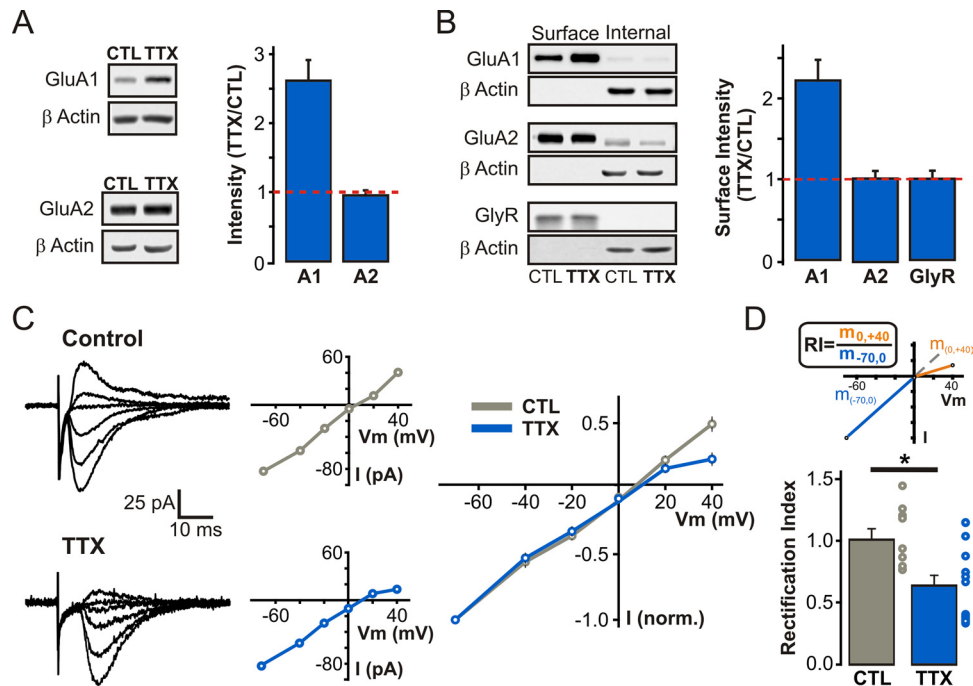 A
CTL TTX
GluA1
β Actin
CTL TTX
GluA2
β Actin
Intensity (TTX/CTL)
3
2
1
0
A1 A2
B
Surface Internal
GluA1
β Actin
GluA2
β Actin
GlyR
β Actin
CTL TTX CTL TTX
Surface Intensity
(TTX/CTL)
2
1
0
A1 A2 GlyR
C
Control
25 pA
10 ms
TTX
60
-60
40
Vm (mV)
-80
I (pA)
60
-60
40
Vm (mV)
-80
I (pA)
CTL
TTX
0.5
-60 -40 -20 0 20 40
Vm (mV)
-0.5
-1.0
I (norm.)
D
RI= m0,+40
m-70,0
m(0,+40)
-60
40
Vm
m(-70,0)
I
*
Rectification Index
1.5
1.0
0.5
0.0
CTL TTX